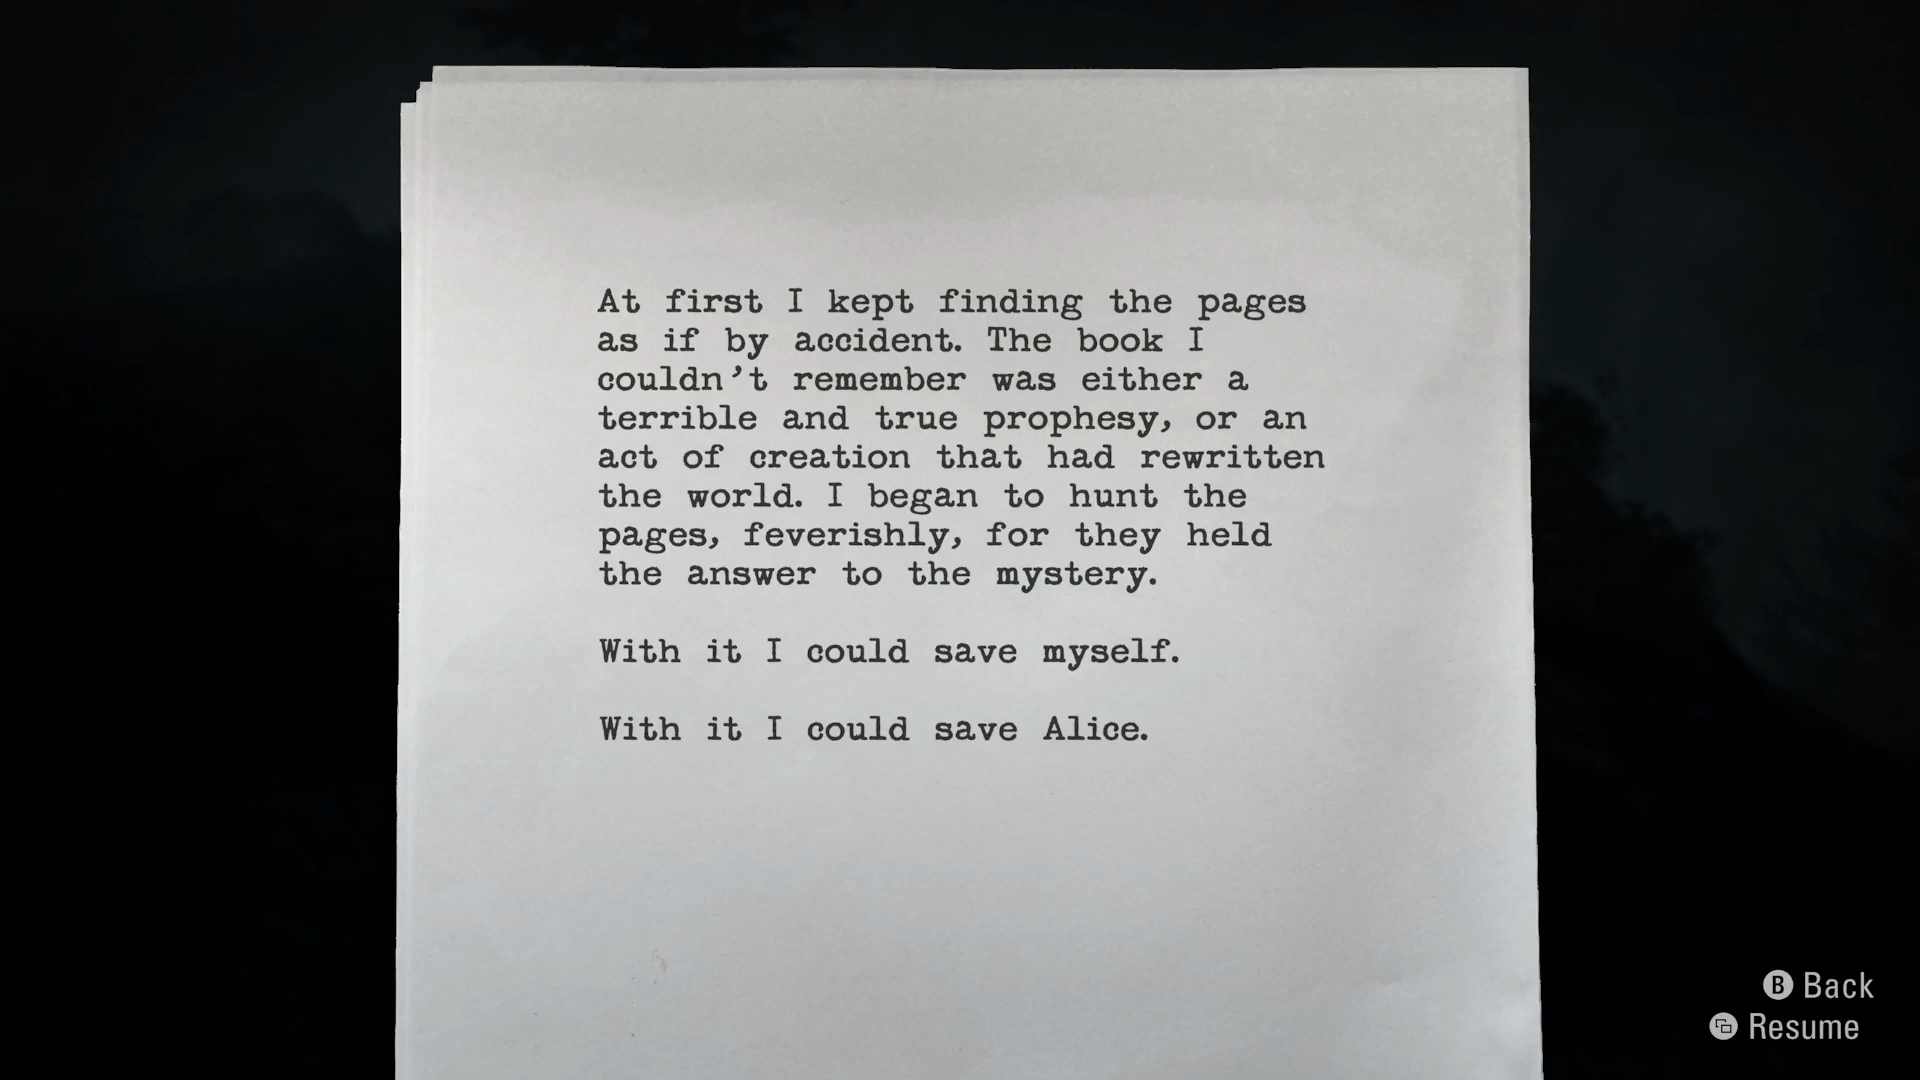 At first I kept finding the pages
as if by accident. The book I
couldn’t remember was either a
terrible and true prophesy, or an
act of creation that had rewritten
the world. I began to hunt the
pages, feverishly, for they held
the answer to the mystery.
With it I could save myself.
With it I could save Alice.
B Back
Resume